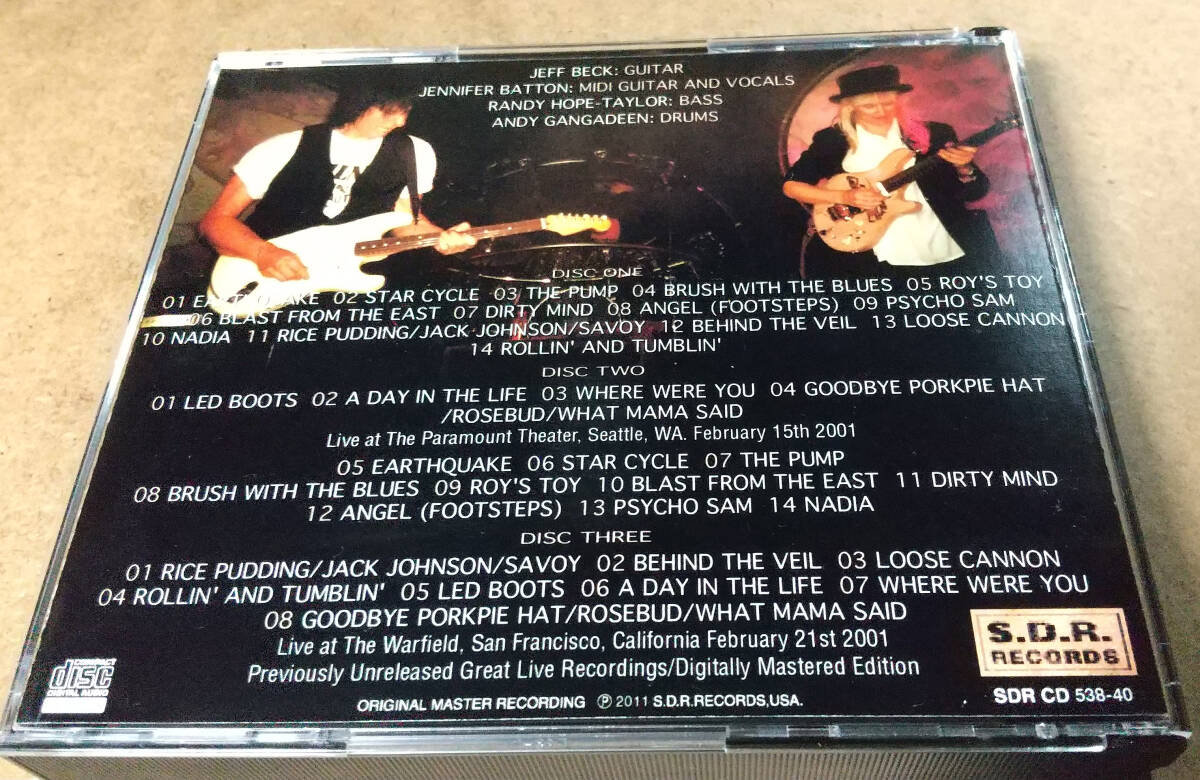 JEFF BECK: GUITAR
JENNIFER BATTON: MIDI GUITAR AND VOCALS
RANDY HOPE-TAYLOR: BASS
ANDY GANGADEEN: DRUMS
DISC ONE
01 EARTHQUAKE 02 STAR CYCLE 03 THE PUMP 04 BRUSH WITH THE BLUES 05 ROY'S TOY
06 BLAST FROM THE EAST 07 DIRTY MIND 08 ANGEL (FOOTSTEPS) 09 PSYCHO SAM
10 NADIA 11 RICE PUDDING/JACK JOHNSON/SAVOY 12 BEHIND THE VEIL 13 LOOSE CANNON
14 ROLLIN' AND TUMBLIN'
DISC TWO
01 LED BOOTS 02 A DAY IN THE LIFE 03 WHERE WERE YOU 04 GOODBYE PORKPIE HAT
/ROSEBUD/WHAT MAMA SAID
Live at The Paramount Theater, Seattle, WA. February 15th 2001
05 EARTHQUAKE 06 STAR CYCLE 07 THE PUMP
08 BRUSH WITH THE BLUES 09 ROY'S TOY 10 BLAST FROM THE EAST 11 DIRTY MIND
12 ANGEL (FOOTSTEPS) 13 PSYCHO SAM 14 NADIA
DISC THREE
01 RICE PUDDING/JACK JOHNSON/SAVOY 02 BEHIND THE VEIL 03 LOOSE CANNON
04 ROLLIN' AND TUMBLIN' 05 LED BOOTS 06 A DAY IN THE LIFE 07 WHERE WERE YOU
08 GOODBYE PORKPIE HAT/ROSEBUD/WHAT MAMA SAID
Live at The Warfield, San Francisco, California February 21st 2001
Previously Unreleased Great Live Recordings/Digitally Mastered Edition
ORIGINAL MASTER RECORDING ℗ 2011 S.D.R.RECORDS,USA.
COMPACT
disc
DIGITAL AUDIO
S.D.R.
RECORDS
SDR CD 538-40